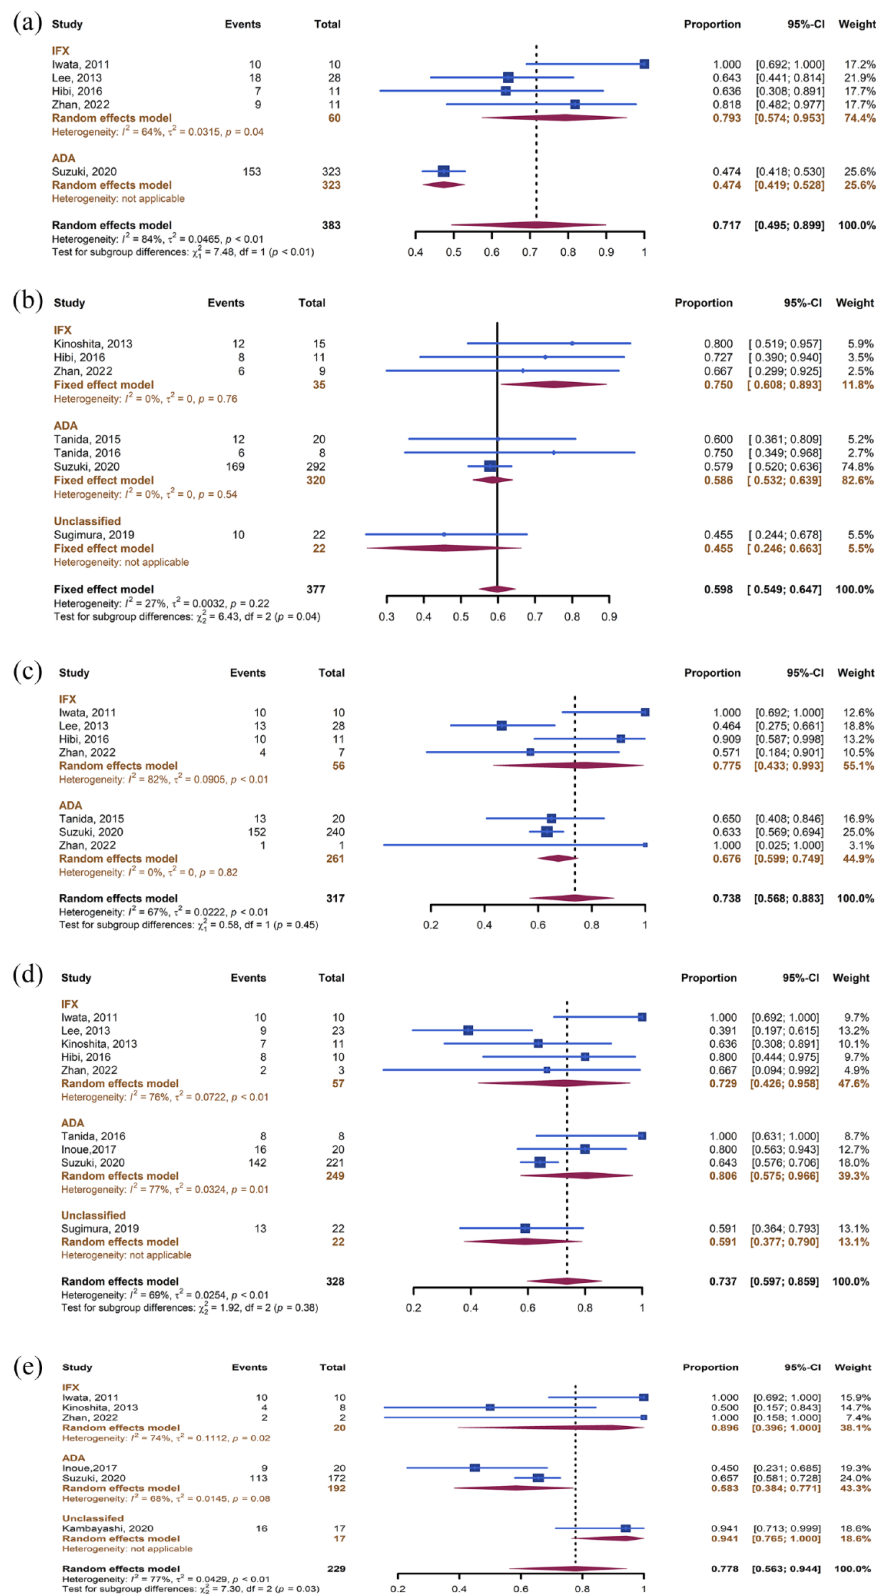 (a)
Study Events Total Proportion 95%-CI Weight
IFX
Iwata, 2011 10 10 1.000 [0.692; 1.000] 17.2%
Lee, 2013 18 28 0.643 [0.441; 0.814] 21.9%
Hibi, 2016 7 11 0.636 [0.308; 0.891] 17.7%
Zhan, 2022 9 11 0.818 [0.482; 0.977] 17.7%
Random effects model 60 0.793 [0.574; 0.953] 74.4%
Heterogeneity: I² = 64%, τ² = 0.0315, p = 0.04
ADA
Suzuki, 2020 153 323 0.474 [0.418; 0.530] 25.6%
Random effects model 323 0.474 [0.419; 0.528] 25.6%
Heterogeneity: not applicable
Random effects model 383 0.717 [0.495; 0.899] 100.0%
Heterogeneity: I² = 84%, τ² = 0.0465, p < 0.01
Test for subgroup differences: χ²₁ = 7.48, df = 1 (p < 0.01)
0.4 0.5 0.6 0.7 0.8 0.9 1
(b)
Study Events Total Proportion 95%-CI Weight
IFX
Kinoshita, 2013 12 15 0.800 [ 0.519; 0.957] 5.9%
Hibi, 2016 8 11 0.727 [ 0.390; 0.940] 3.5%
Zhan, 2022 6 9 0.667 [ 0.299; 0.925] 2.5%
Fixed effect model 35 0.750 [ 0.608; 0.893] 11.8%
Heterogeneity: I² = 0%, τ² = 0, p = 0.76
ADA
Tanida, 2015 12 20 0.600 [ 0.361; 0.809] 5.2%
Tanida, 2016 6 8 0.750 [ 0.349; 0.968] 2.7%
Suzuki, 2020 169 292 0.579 [ 0.520; 0.636] 74.8%
Fixed effect model 320 0.586 [ 0.532; 0.639] 82.6%
Heterogeneity: I² = 0%, τ² = 0, p = 0.54
Unclassified
Sugimura, 2019 10 22 0.455 [ 0.244; 0.678] 5.5%
Fixed effect model 22 0.455 [ 0.246; 0.663] 5.5%
Heterogeneity: not applicable
Fixed effect model 377 0.598 [ 0.549; 0.647] 100.0%
Heterogeneity: I² = 27%, τ² = 0.0032, p = 0.22
Test for subgroup differences: χ²₂ = 6.43, df = 2 (p = 0.04)
0.3 0.4 0.5 0.6 0.7 0.8 0.9
(c)
Study Events Total Proportion 95%-CI Weight
IFX
Iwata, 2011 10 10 1.000 [0.692; 1.000] 12.6%
Lee, 2013 13 28 0.464 [0.275; 0.661] 18.8%
Hibi, 2016 10 11 0.909 [0.587; 0.998] 13.2%
Zhan, 2022 4 7 0.571 [0.184; 0.901] 10.5%
Random effects model 56 0.775 [0.433; 0.993] 55.1%
Heterogeneity: I² = 82%, τ² = 0.0905, p < 0.01
ADA
Tanida, 2015 13 20 0.650 [0.408; 0.846] 16.9%
Suzuki, 2020 152 240 0.633 [0.569; 0.694] 25.0%
Zhan, 2022 1 1 1.000 [0.025; 1.000] 3.1%
Random effects model 261 0.676 [0.599; 0.749] 44.9%
Heterogeneity: I² = 0%, τ² = 0, p = 0.82
Random effects model 317 0.738 [0.568; 0.883] 100.0%
Heterogeneity: I² = 67%, τ² = 0.0222, p < 0.01
Test for subgroup differences: χ²₁ = 0.58, df = 1 (p = 0.45)
0.2 0.4 0.6 0.8 1
(d)
Study Events Total Proportion 95%-CI Weight
IFX
Iwata, 2011 10 10 1.000 [0.692; 1.000] 9.7%
Lee, 2013 9 23 0.391 [0.197; 0.615] 13.2%
Kinoshita, 2013 7 11 0.636 [0.308; 0.891] 10.1%
Hibi, 2016 8 10 0.800 [0.444; 0.975] 9.7%
Zhan, 2022 2 3 0.667 [0.094; 0.992] 4.9%
Random effects model 57 0.729 [0.426; 0.958] 47.6%
Heterogeneity: I² = 76%, τ² = 0.0722, p < 0.01
ADA
Tanida, 2016 8 8 1.000 [0.631; 1.000] 8.7%
Inoue,2017 16 20 0.800 [0.563; 0.943] 12.7%
Suzuki, 2020 142 221 0.643 [0.576; 0.706] 18.0%
Random effects model 249 0.806 [0.575; 0.966] 39.3%
Heterogeneity: I² = 77%, τ² = 0.0324, p = 0.01
Unclassified
Sugimura, 2019 13 22 0.591 [0.364; 0.793] 13.1%
Random effects model 22 0.591 [0.377; 0.790] 13.1%
Heterogeneity: not applicable
Random effects model 328 0.737 [0.597; 0.859] 100.0%
Heterogeneity: I² = 69%, τ² = 0.0254, p < 0.01
Test for subgroup differences: χ²₂ = 1.92, df = 2 (p = 0.38)
0.2 0.4 0.6 0.8 1
(e)
Study Events Total Proportion 95%-CI Weight
IFX
Iwata, 2011 10 10 1.000 [0.692; 1.000] 15.9%
Kinoshita, 2013 4 8 0.500 [0.157; 0.843] 14.7%
Zhan, 2022 2 2 1.000 [0.158; 1.000] 7.4%
Random effects model 20 0.896 [0.396; 1.000] 38.1%
Heterogeneity: I² = 74%, τ² = 0.1112, p = 0.02
ADA
Inoue,2017 9 20 0.450 [0.231; 0.685] 19.3%
Suzuki, 2020 113 172 0.657 [0.581; 0.728] 24.0%
Random effects model 192 0.583 [0.384; 0.771] 43.3%
Heterogeneity: I² = 68%, τ² = 0.0145, p = 0.08
Unclassifed
Kambayashi, 2020 16 17 0.941 [0.713; 0.999] 18.6%
Random effects model 17 0.941 [0.765; 1.000] 18.6%
Heterogeneity: not applicable
Random effects model 229 0.778 [0.563; 0.944] 100.0%
Heterogeneity: I² = 77%, τ² = 0.0429, p < 0.01
Test for subgroup differences: χ²₂ = 7.30, df = 2 (p = 0.03)
0.2 0.4 0.6 0.8 1